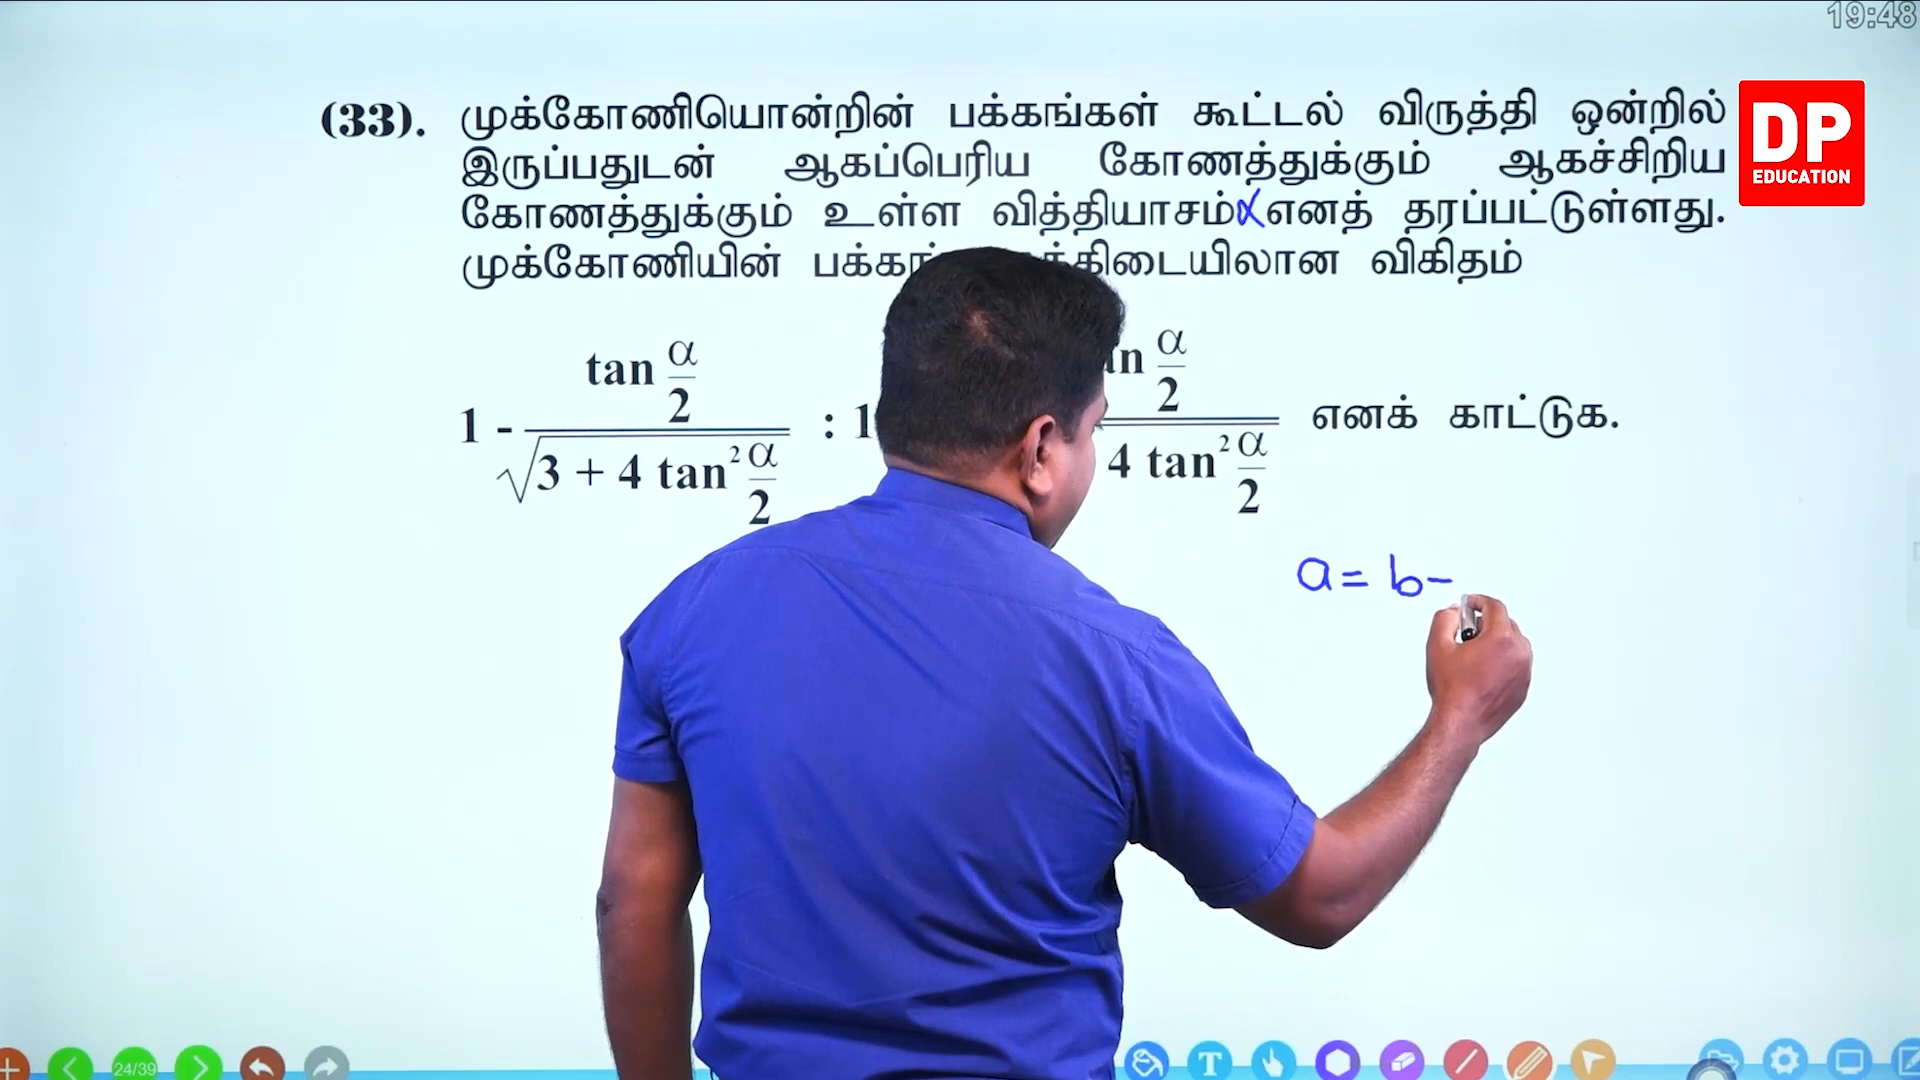 19:48
(33). முக்கோணியொன்றின் பக்கங்கள் கூட்டல் விருத்தி ஒன்றில்
இருப்பதுடன் ஆகப்பெரிய கோணத்துக்கும் ஆகச்சிறிய
கோணத்துக்கும் உள்ள வித்தியாசம் α எனத் தரப்பட்டுள்ளது.
முக்கோணியின் விகிதம்
1 - tan α/2 / √3 + 4 tan² α/2 : 1 α/2 / 4 tan² α/2 எனக் காட்டுக.
a = b -
DP
EDUCATION
24/39
T